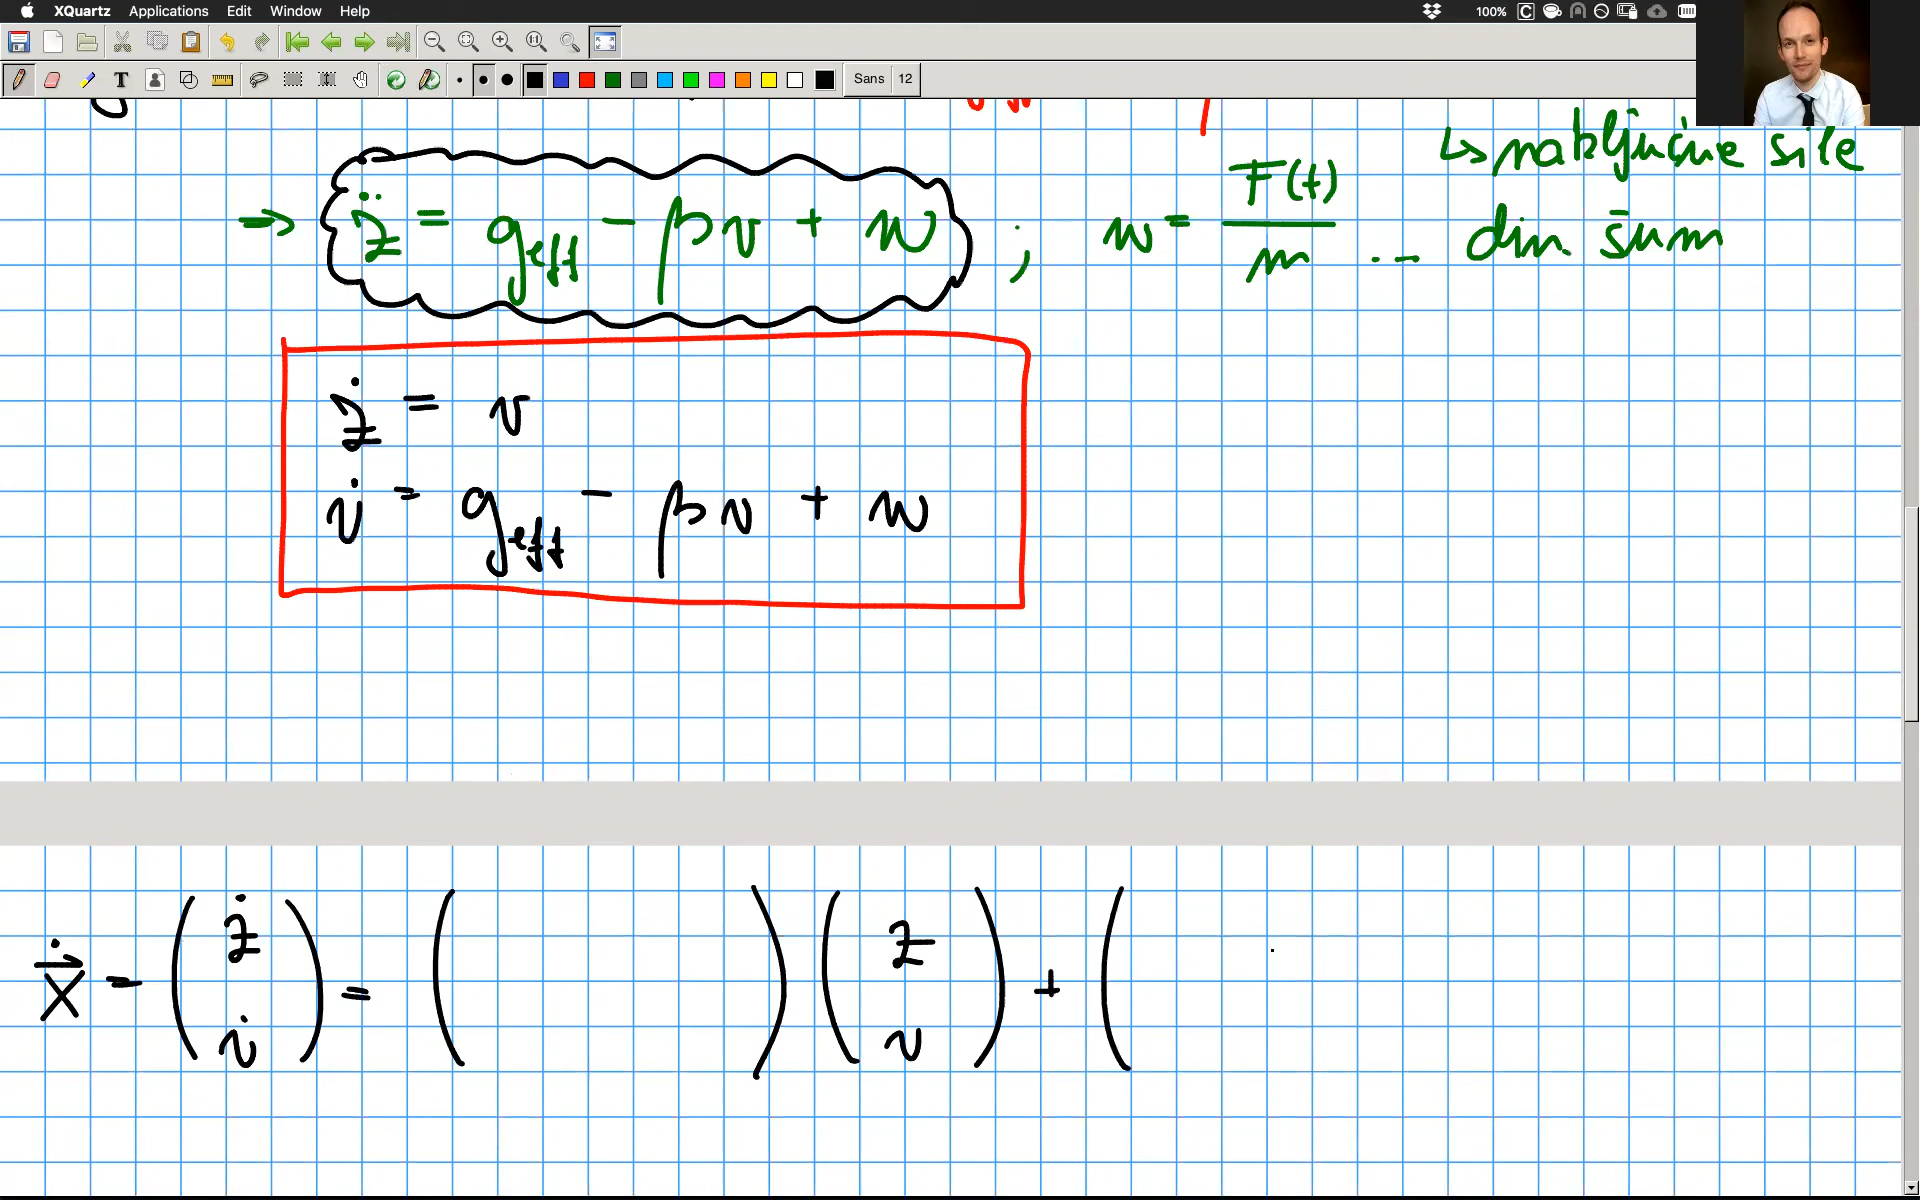 XQuartz Applications Edit Window Help 100%
Sans 12
↳ naključne sile
⇒ z̈ = g_eff - βv + w ; w = F(t)/m ... din. šum
ż = v
v̇ = g_eff - βv + w
ẋ⃗ = ( ż v̇ ) = ( ) ( z v ) + (